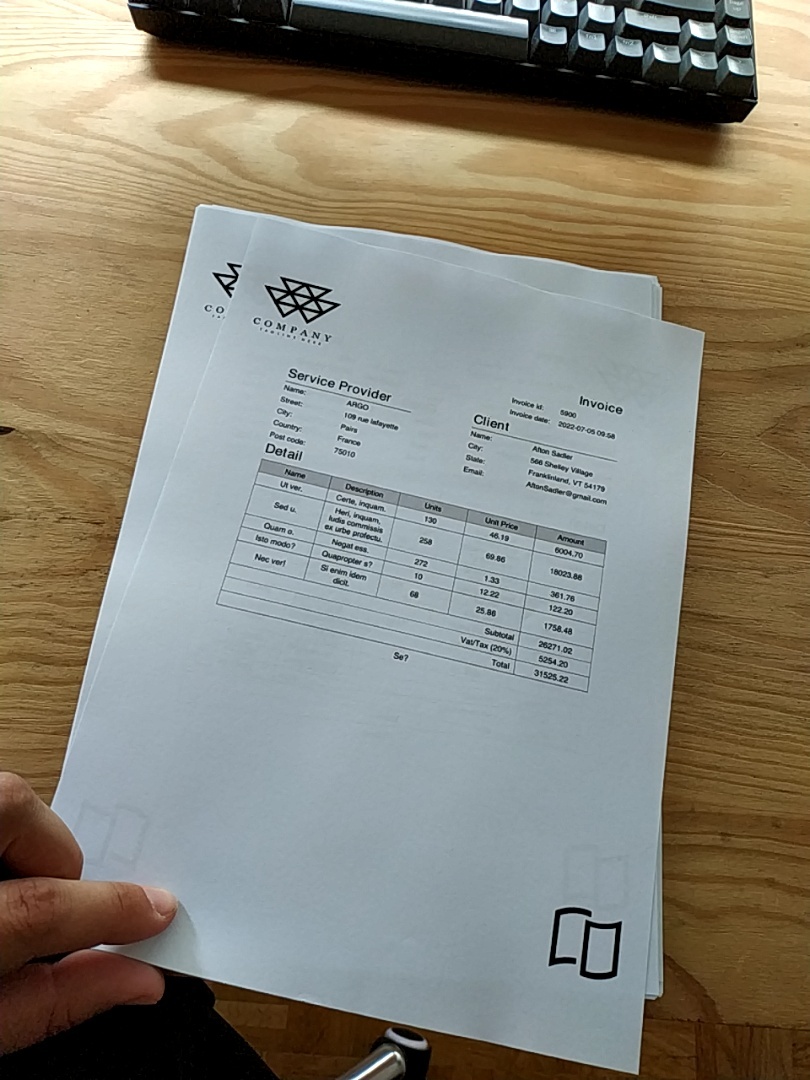 COMPANY
TAGLINE HERE
CO
Invoice
Invoice id: 5900
Invoice date: 2022-07-05 09:58
Service Provider
Name: ARGO
Street: 109 rue lafayette
City: Pairs
Country: France
Post code: 75010
Client
Name: Afton Sadler
City: 566 Shelley Village
State: Franklinland, VT 54179
Email: AftonSadler@gmail.com
Detail
Name Description Units Unit Price Amount
Ut ver. Certe, inquam. 130 46.19 6004.70
Sed u. Heri, inquam, ludis commissis ex urbe profectu. 258 69.86 18023.88
Quam o. Negat ess. 272 1.33 361.76
Isto modo? Quapropter s? 10 12.22 122.20
Nec ver! Si enim idem dicit. 68 25.86 1758.48
Subtotal 26271.02
Vat/Tax (20%) 5254.20
Total 31525.22
Se?